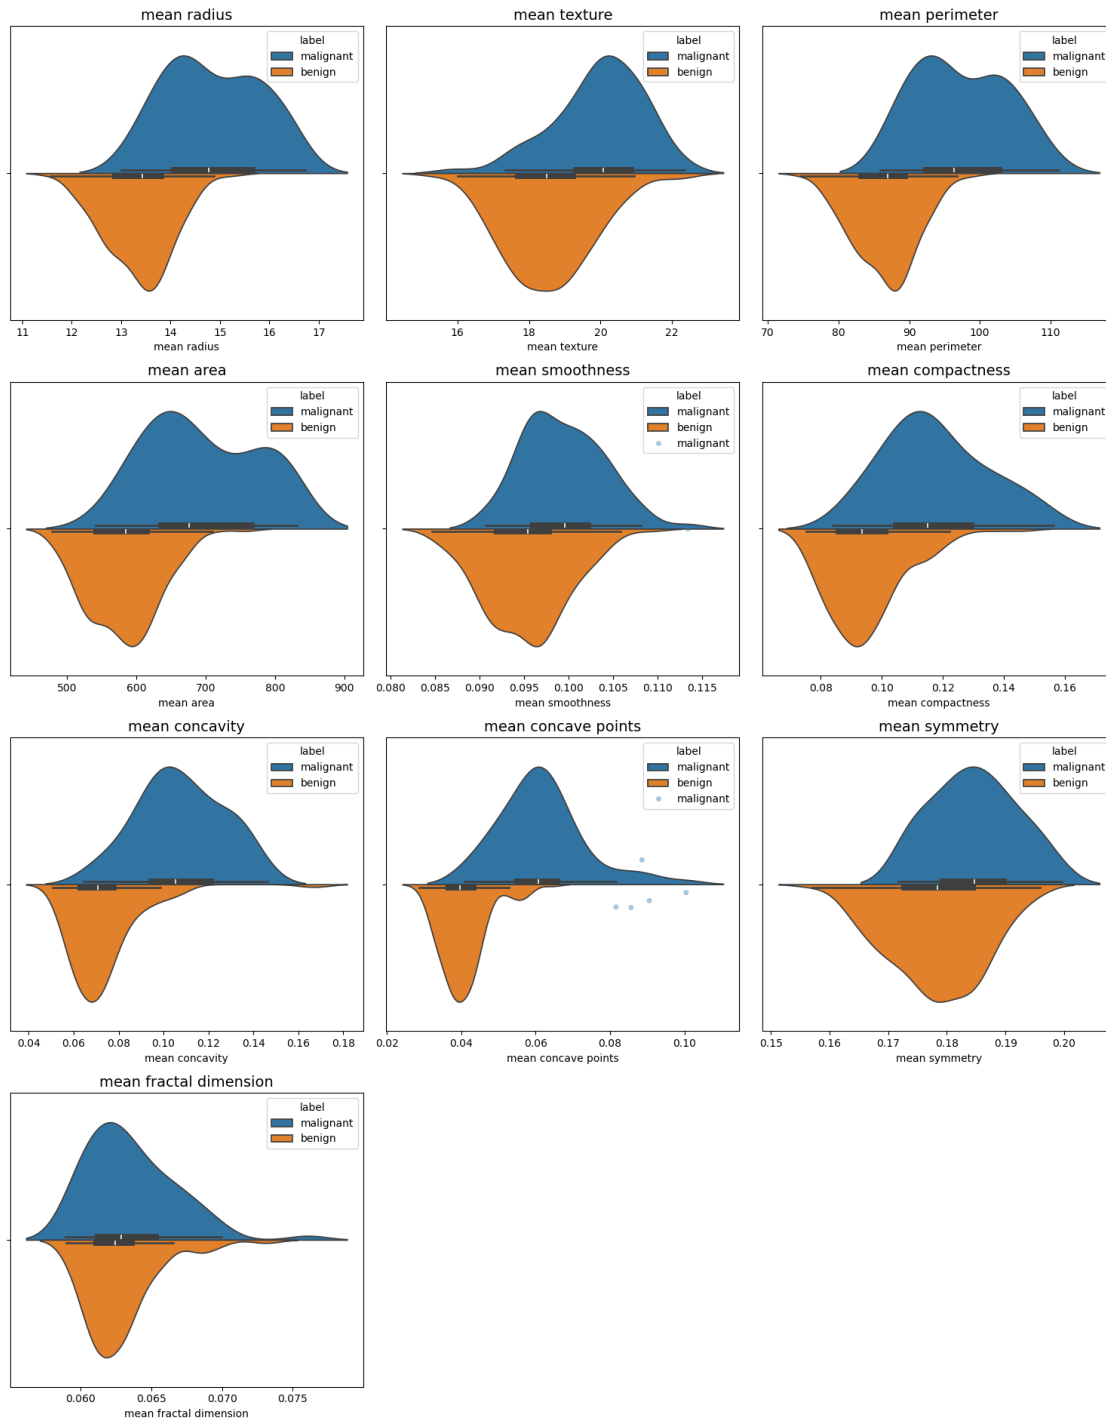 mean radius
label
malignant
benign
11 12 13 14 15 16 17
mean radius
mean texture
label
malignant
benign
16 18 20 22
mean texture
mean perimeter
label
malignant
benign
70 80 90 100 110
mean perimeter
mean area
label
malignant
benign
500 600 700 800 900
mean area
mean smoothness
label
malignant
benign
malignant
0.080 0.085 0.090 0.095 0.100 0.105 0.110 0.115
mean smoothness
mean compactness
label
malignant
benign
0.08 0.10 0.12 0.14 0.16
mean compactness
mean concavity
label
malignant
benign
0.04 0.06 0.08 0.10 0.12 0.14 0.16 0.18
mean concavity
mean concave points
label
malignant
benign
malignant
0.02 0.04 0.06 0.08 0.10
mean concave points
mean symmetry
label
malignant
benign
0.15 0.16 0.17 0.18 0.19 0.20
mean symmetry
mean fractal dimension
label
malignant
benign
0.060 0.065 0.070 0.075
mean fractal dimension